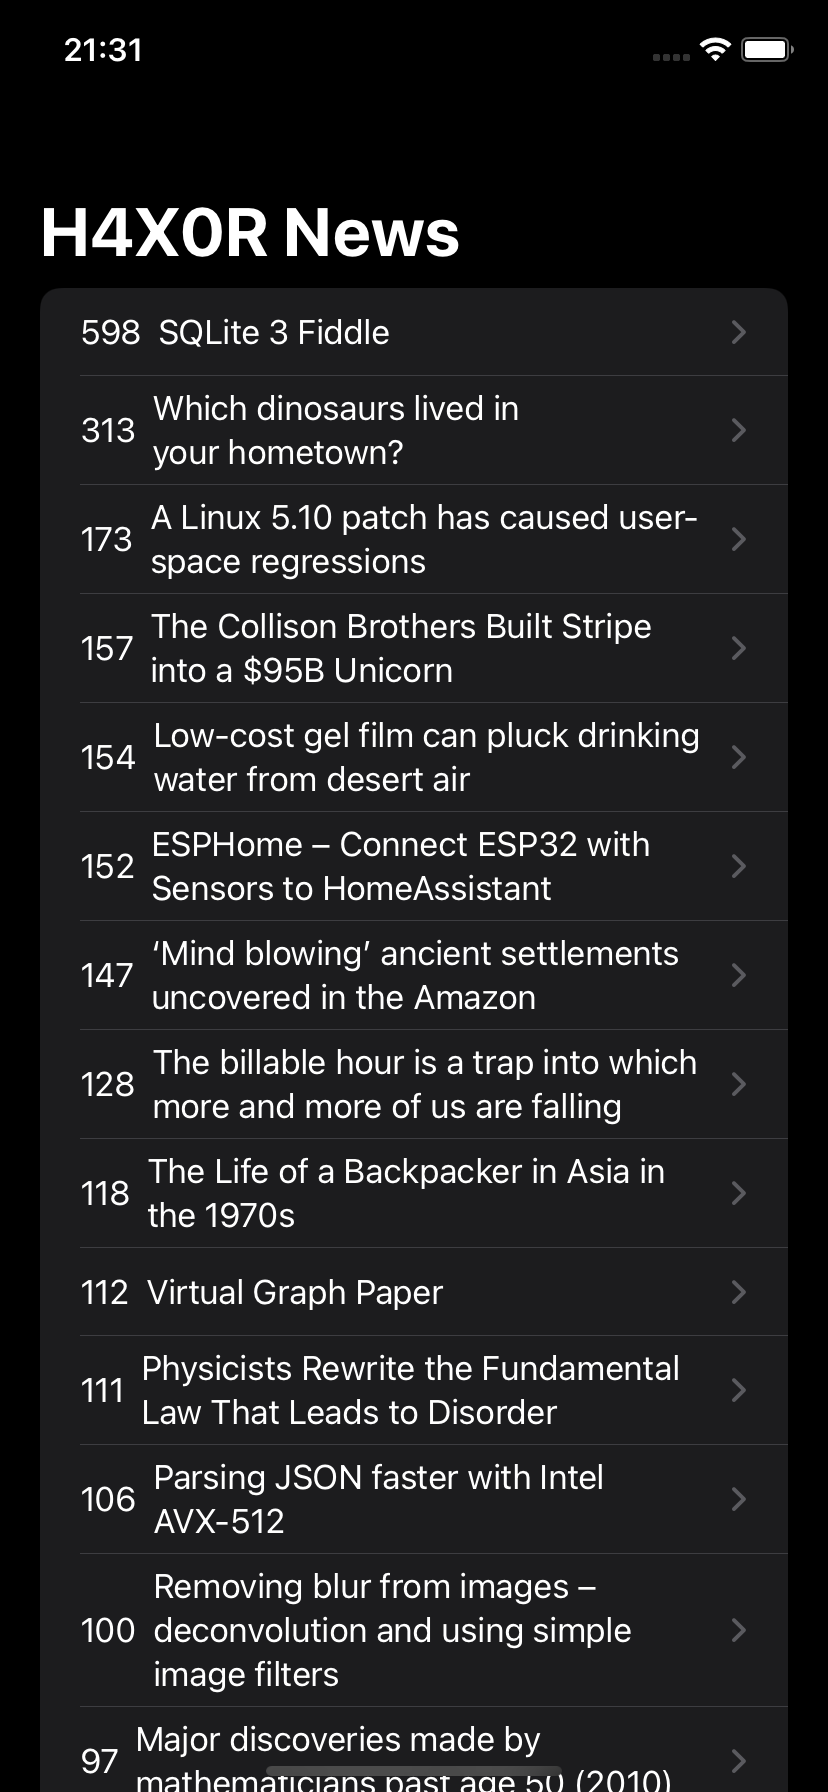 21:31
H4X0R News
598 SQLite 3 Fiddle
313 Which dinosaurs lived in
your hometown?
173 A Linux 5.10 patch has caused user-
space regressions
157 The Collison Brothers Built Stripe
into a $95B Unicorn
154 Low-cost gel film can pluck drinking
water from desert air
152 ESPHome – Connect ESP32 with
Sensors to HomeAssistant
147 ‘Mind blowing’ ancient settlements
uncovered in the Amazon
128 The billable hour is a trap into which
more and more of us are falling
118 The Life of a Backpacker in Asia in
the 1970s
112 Virtual Graph Paper
111 Physicists Rewrite the Fundamental
Law That Leads to Disorder
106 Parsing JSON faster with Intel
AVX-512
100 Removing blur from images –
deconvolution and using simple
image filters
97 Major discoveries made by
mathematicians past age 50 (2010)